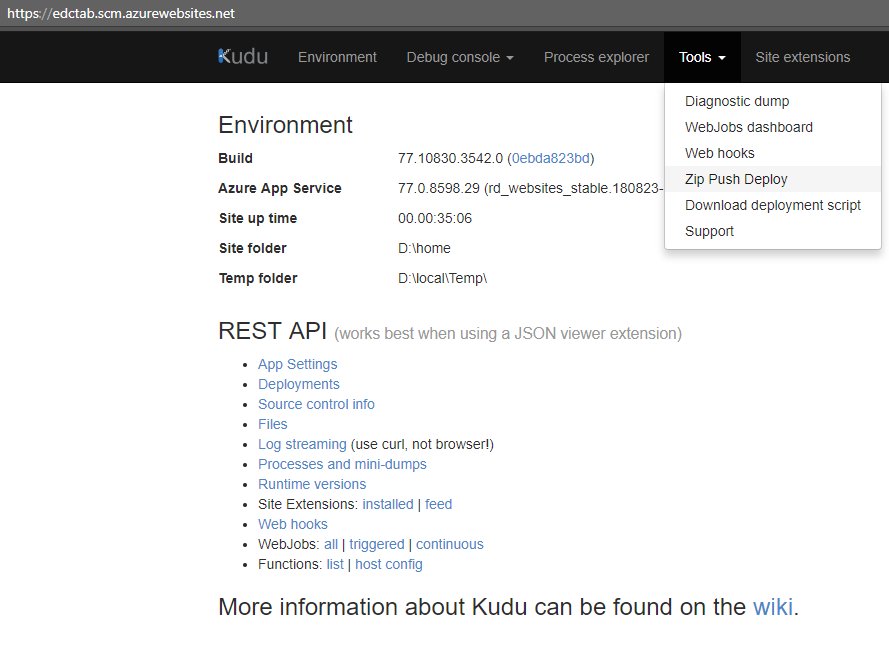 https://edctab.scm.azurewebsites.net
Kudu Environment Debug console Process explorer Tools Site extensions
Diagnostic dump
WebJobs dashboard
Web hooks
Zip Push Deploy
Download deployment script
Support
Environment
Build 77.10830.3542.0 (0ebda823bd)
Azure App Service 77.0.8598.29 (rd_websites_stable.180823-
Site up time 00.00:35:06
Site folder D:\home
Temp folder D:\local\Temp\
REST API (works best when using a JSON viewer extension)
• App Settings
• Deployments
• Source control info
• Files
• Log streaming (use curl, not browser!)
• Processes and mini-dumps
• Runtime versions
• Site Extensions: installed | feed
• Web hooks
• WebJobs: all | triggered | continuous
• Functions: list | host config
More information about Kudu can be found on the wiki.